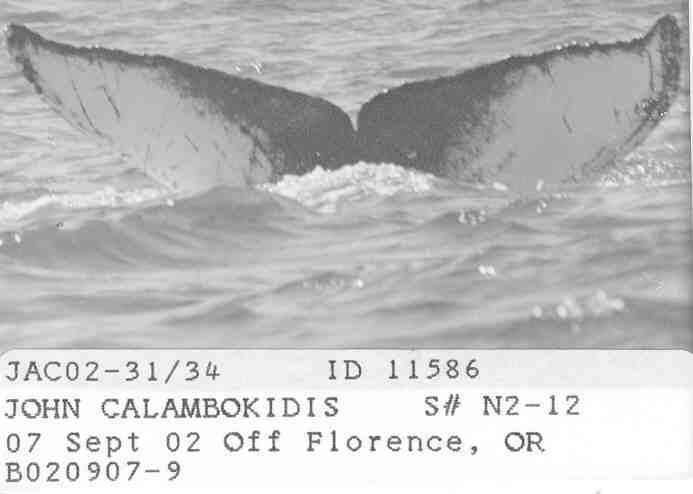 JAC02-31/34 ID 11586
JOHN CALAMBOKIDIS S# N2-12
07 Sept 02 Off Florence, OR
B020907-9